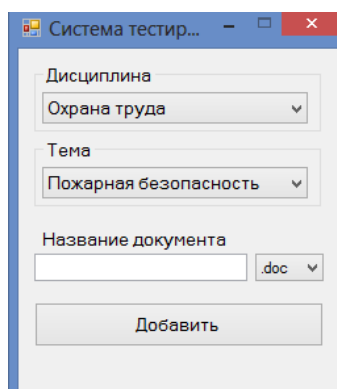 Система тестир...
Дисциплина
Охрана труда
Тема
Пожарная безопасность
Название документа
.doc
Добавить